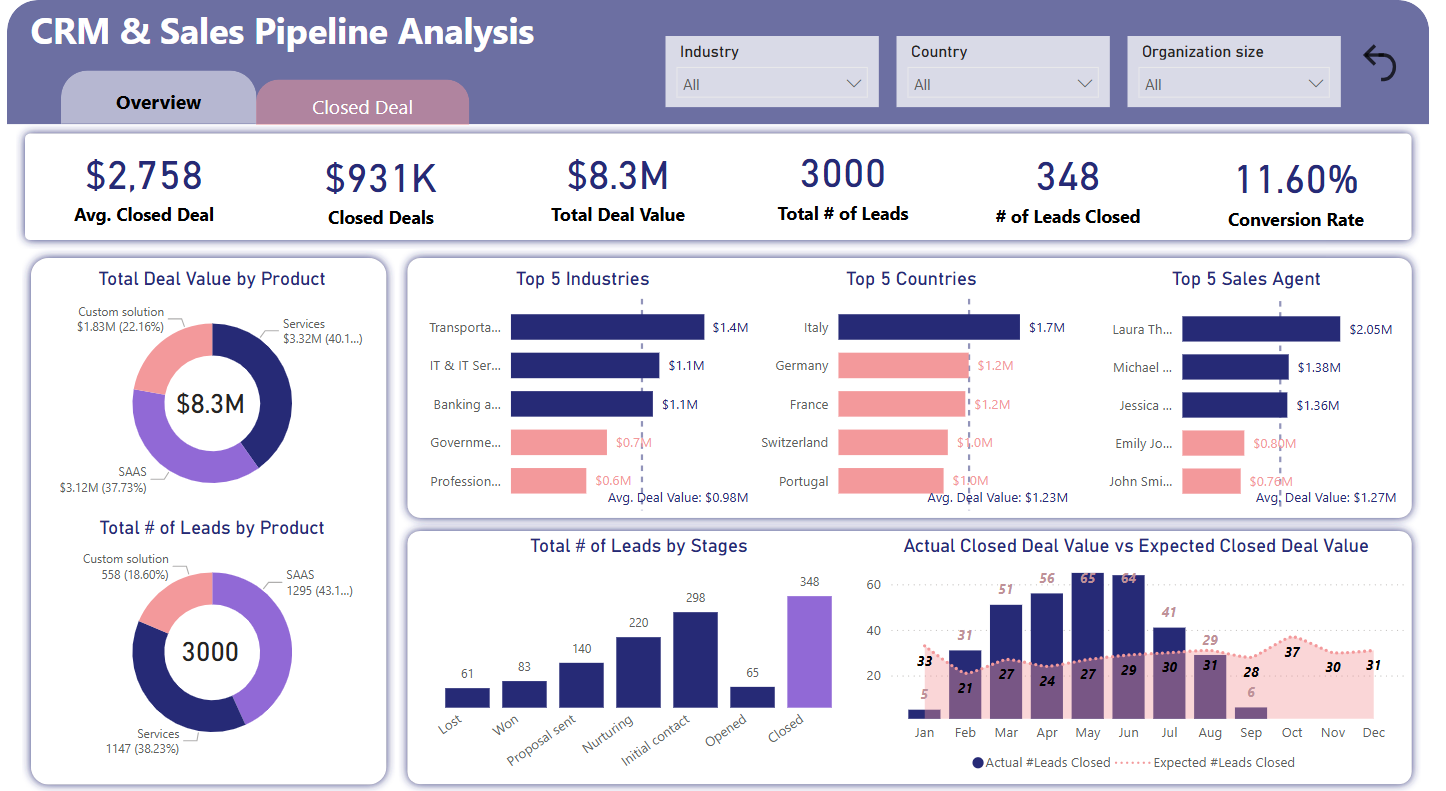 CRM & Sales Pipeline Analysis
Overview
Closed Deal
Industry
All
Country
All
Organization size
All
$2,758
Avg. Closed Deal
$931K
Closed Deals
$8.3M
Total Deal Value
3000
Total # of Leads
348
# of Leads Closed
11.60%
Conversion Rate
Total Deal Value by Product
Custom solution
$1.83M (22.16%)
Services
$3.32M (40.1...)
$8.3M
SAAS
$3.12M (37.73%)
Total # of Leads by Product
Custom solution
558 (18.60%)
SAAS
1295 (43.1...)
3000
Services
1147 (38.23%)
Top 5 Industries
Transporta... $1.4M
IT & IT Ser... $1.1M
Banking a... $1.1M
Governme... $0.7M
Profession... $0.6M
Avg. Deal Value: $0.98M
Top 5 Countries
Italy $1.7M
Germany $1.2M
France $1.2M
Switzerland $1.0M
Portugal $1.0M
Avg. Deal Value: $1.23M
Top 5 Sales Agent
Laura Th... $2.05M
Michael ... $1.38M
Jessica ... $1.36M
Emily Jo... $0.80M
John Smi... $0.76M
Avg. Deal Value: $1.27M
Total # of Leads by Stages
61 83 140 220 298 65 348
Lost Won Proposal sent Nurturing Initial contact Opened Closed
Actual Closed Deal Value vs Expected Closed Deal Value
60
40
20
5 31 51 56 65 64 41 29 6
33 21 27 24 27 29 30 31 28 37 30 31
Jan Feb Mar Apr May Jun Jul Aug Sep Oct Nov Dec
Actual #Leads Closed Expected #Leads Closed